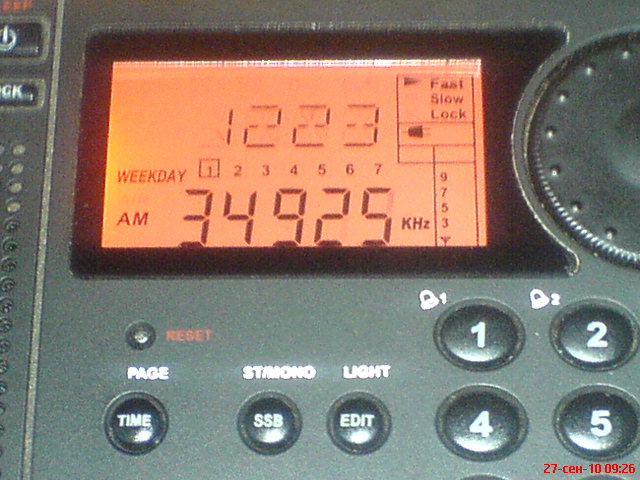 Fast
Slow
Lock
1223
WEEKDAY 1 2 3 4 5 6 7
AM 34925 KHz
9
7
5
3
RESET
1
2
PAGE ST/MONO LIGHT
TIME SSB EDIT
1 2
4 5
27-сен-10 09:26